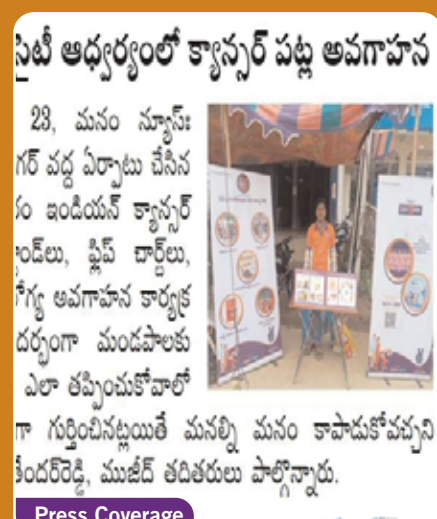 సైటీ ఆధ్వర్యంలో క్యాన్సర్ పట్ల అవగాహన
23, మనం న్యూస్:
గర్ వద్ద ఏర్పాటు చేసిన
ఇండియన్ క్యాన్సర్
ఫ్లిప్ చార్ట్‌లు,
అవగాహన కార్యక్ర
మండపాలకు
ఎలా తప్పించుకోవాలో
గా గుర్తించినట్లయితే మనల్ని మనం కాపాడుకోవచ్చని
ముజీద్ తదితరులు పాల్గొన్నారు.
Press Coverage